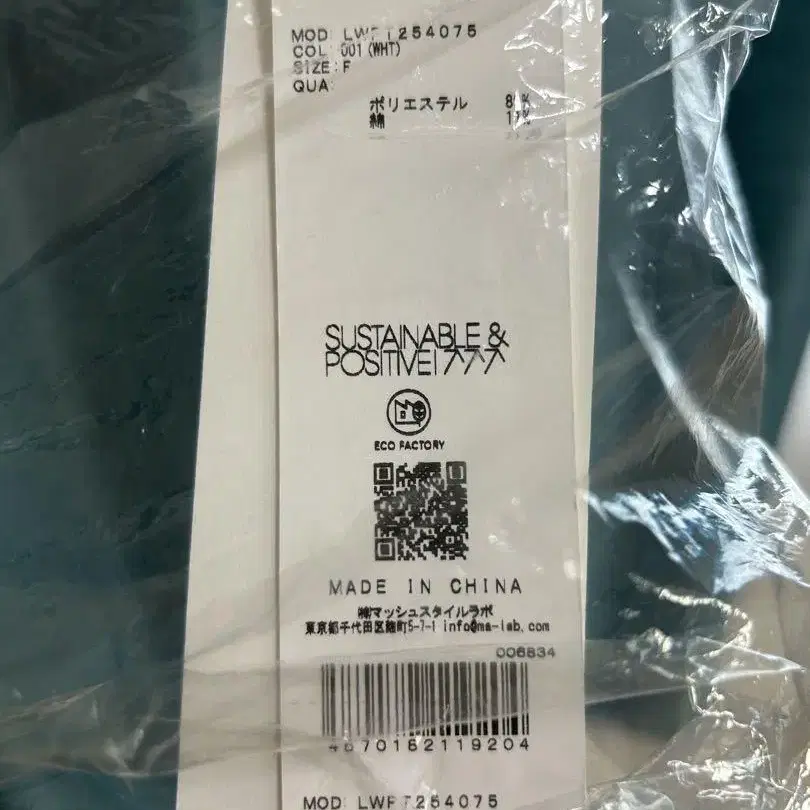 MOD: LWFT254075
COL: 001(WHT)
SIZE: F
QUA:
ポリエステル
綿
SUSTAINABLE &
POSITIVE!
ECO FACTORY
MADE IN CHINA
㈱マッシュスタイルラボ
東京都千代田区麹町5-7-1 info@ma-lab.com
006834
4570182119204
MOD: LWFT254075